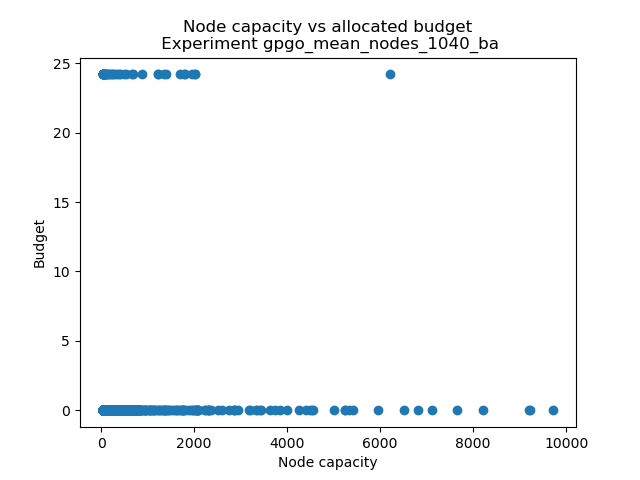 Node capacity vs allocated budget
Experiment gpgo_mean_nodes_1040_ba
25
20
15
10
5
0
Budget
0 2000 4000 6000 8000 10000
Node capacity